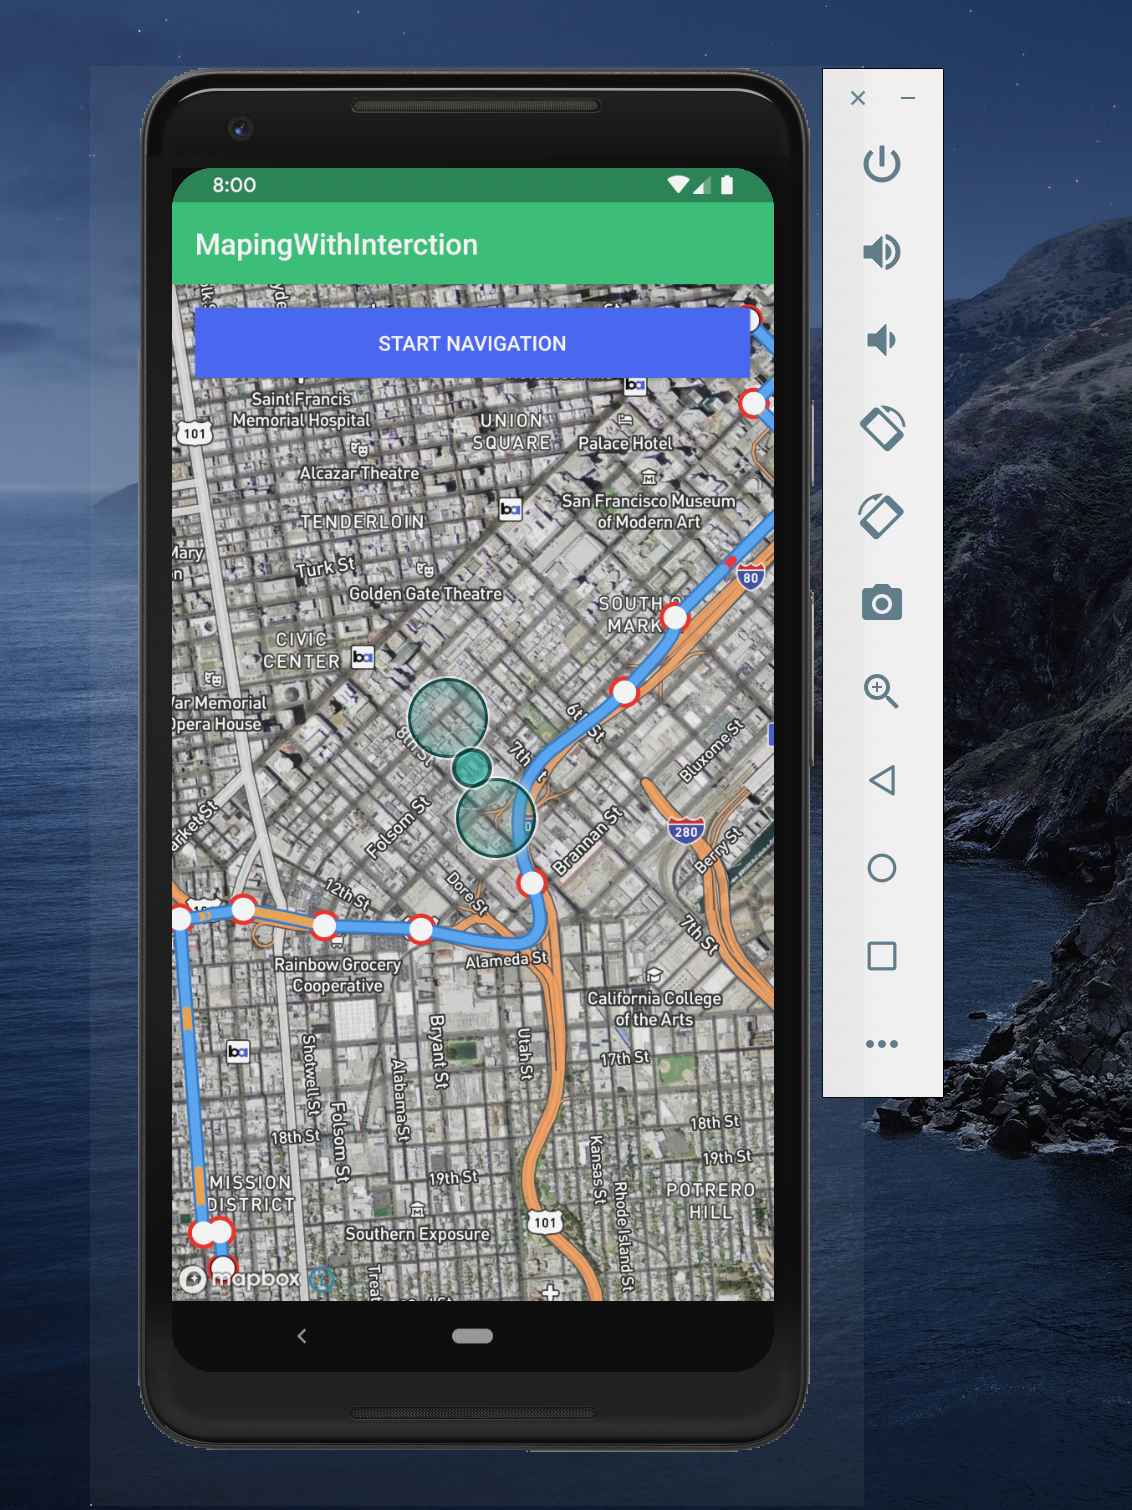 8:00
MapingWithInterction
START NAVIGATION
Saint Francis
Memorial Hospital
UNION
SQUARE
Palace Hotel
101
Alcazar Theatre
San Francisco Museum
of Modern Art
TENDERLOIN
Mary
Turk St
80
Golden Gate Theatre
SOUTH O
MARK
CIVIC
CENTER
ba
War Memorial
Opera House
6th St
8th St
7th St
Bluxome St
Market St
Folsom St
Brannan St
280
Berry St
12th St
Dore St
7th St
Rainbow Grocery
Cooperative
Alameda St
California College
of the Arts
Bryant St
Utah St
Shotwell St
Alabama St
17th St
Folsom St
18th St
18th St
19th St
19th St
Kansas St
MISSION
DISTRICT
Rhode Island St
POTRERO
HILL
Southern Exposure
101
mapbox
Treat